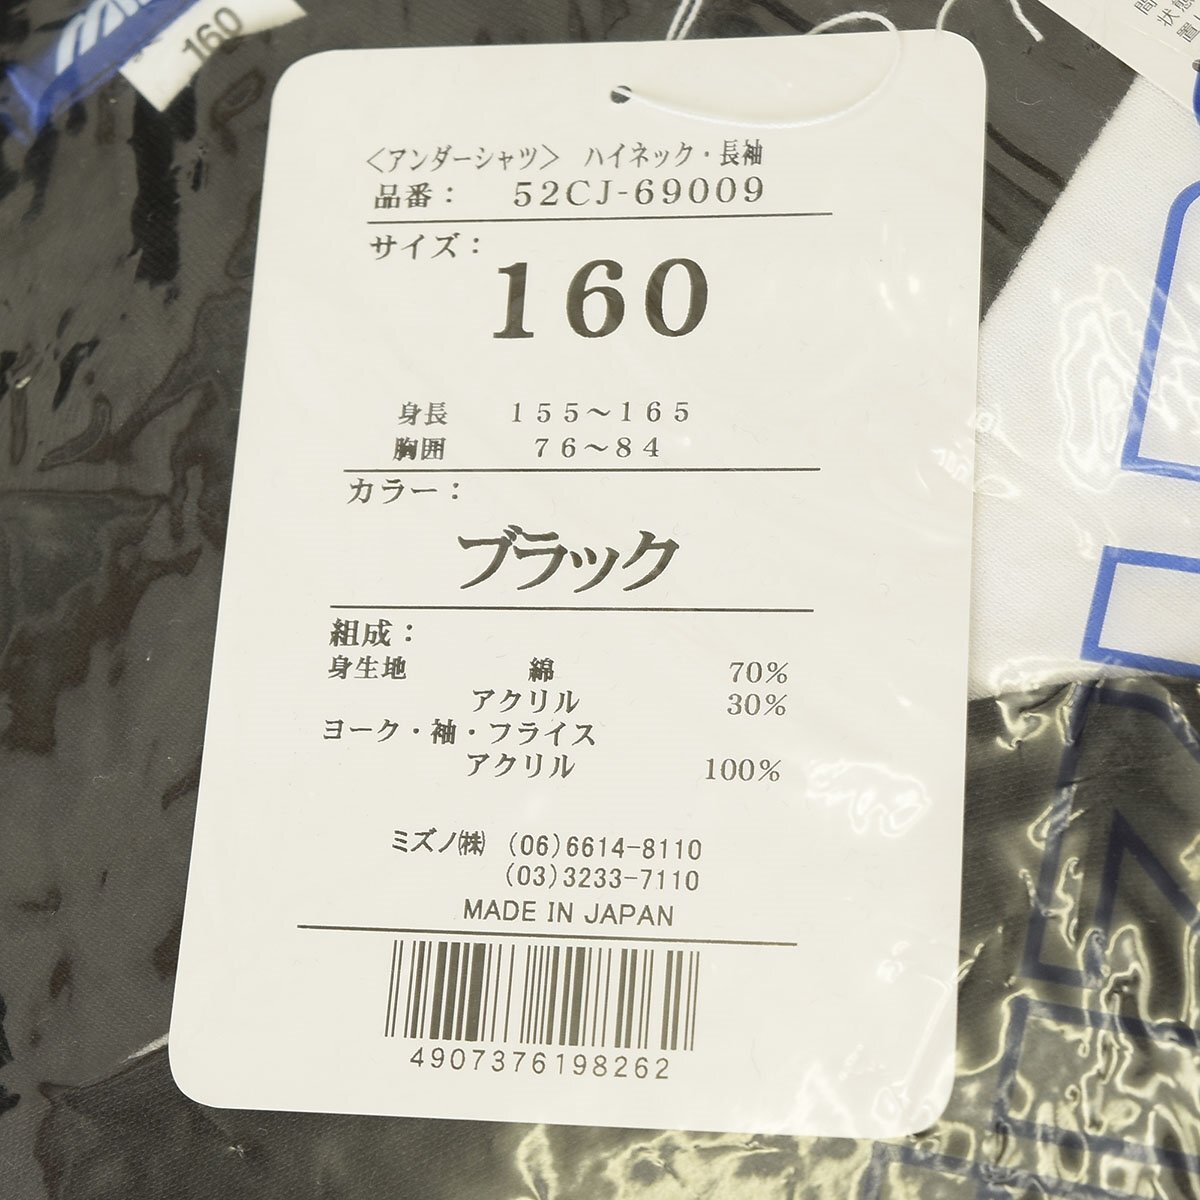 160
〈アンダーシャツ〉 ハイネック・長袖
品番： 52CJ-69009
サイズ：
160
身長 155～165
胸囲 76～84
カラー：
ブラック
組成：
身生地 綿 70%
アクリル 30%
ヨーク・袖・フライス
アクリル 100%
ミズノ㈱ (06)6614-8110
(03)3233-7110
MADE IN JAPAN
4907376198262